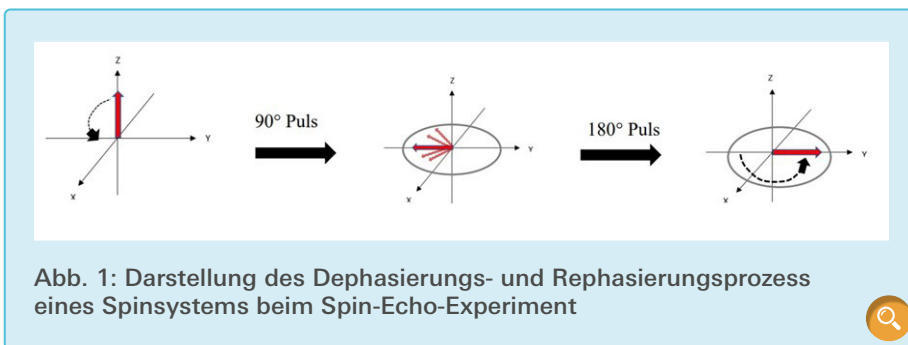 Z
Y
X
90° Puls
Z
Y
X
180° Puls
Z
Y
X
Abb. 1: Darstellung des Dephasierungs- und Rephasierungsprozess
eines Spinsystems beim Spin-Echo-Experiment